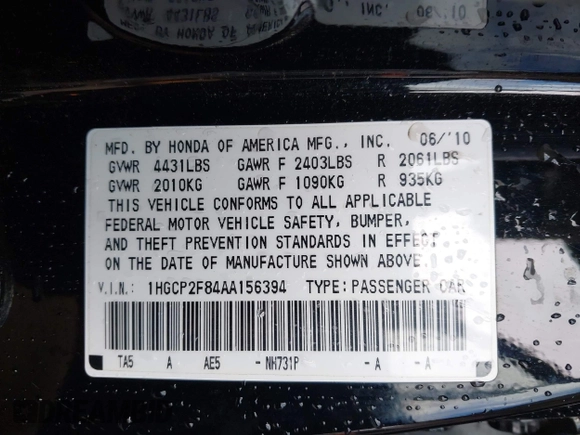 MFD. BY HONDA OF AMERICA MFG., INC. 06/'10
GVWR 4431LBS GAWR F 2403LBS R 2061LBS
GVWR 2010KG GAWR F 1090KG R 935KG
THIS VEHICLE CONFORMS TO ALL APPLICABLE
FEDERAL MOTOR VEHICLE SAFETY, BUMPER,
AND THEFT PREVENTION STANDARDS IN EFFECT
ON THE DATE OF MANUFACTURE SHOWN ABOVE.
V.I.N.: 1HGCP2F84AA156394 TYPE: PASSENGER CAR
TA5 A AE5 -NH731P -A -A